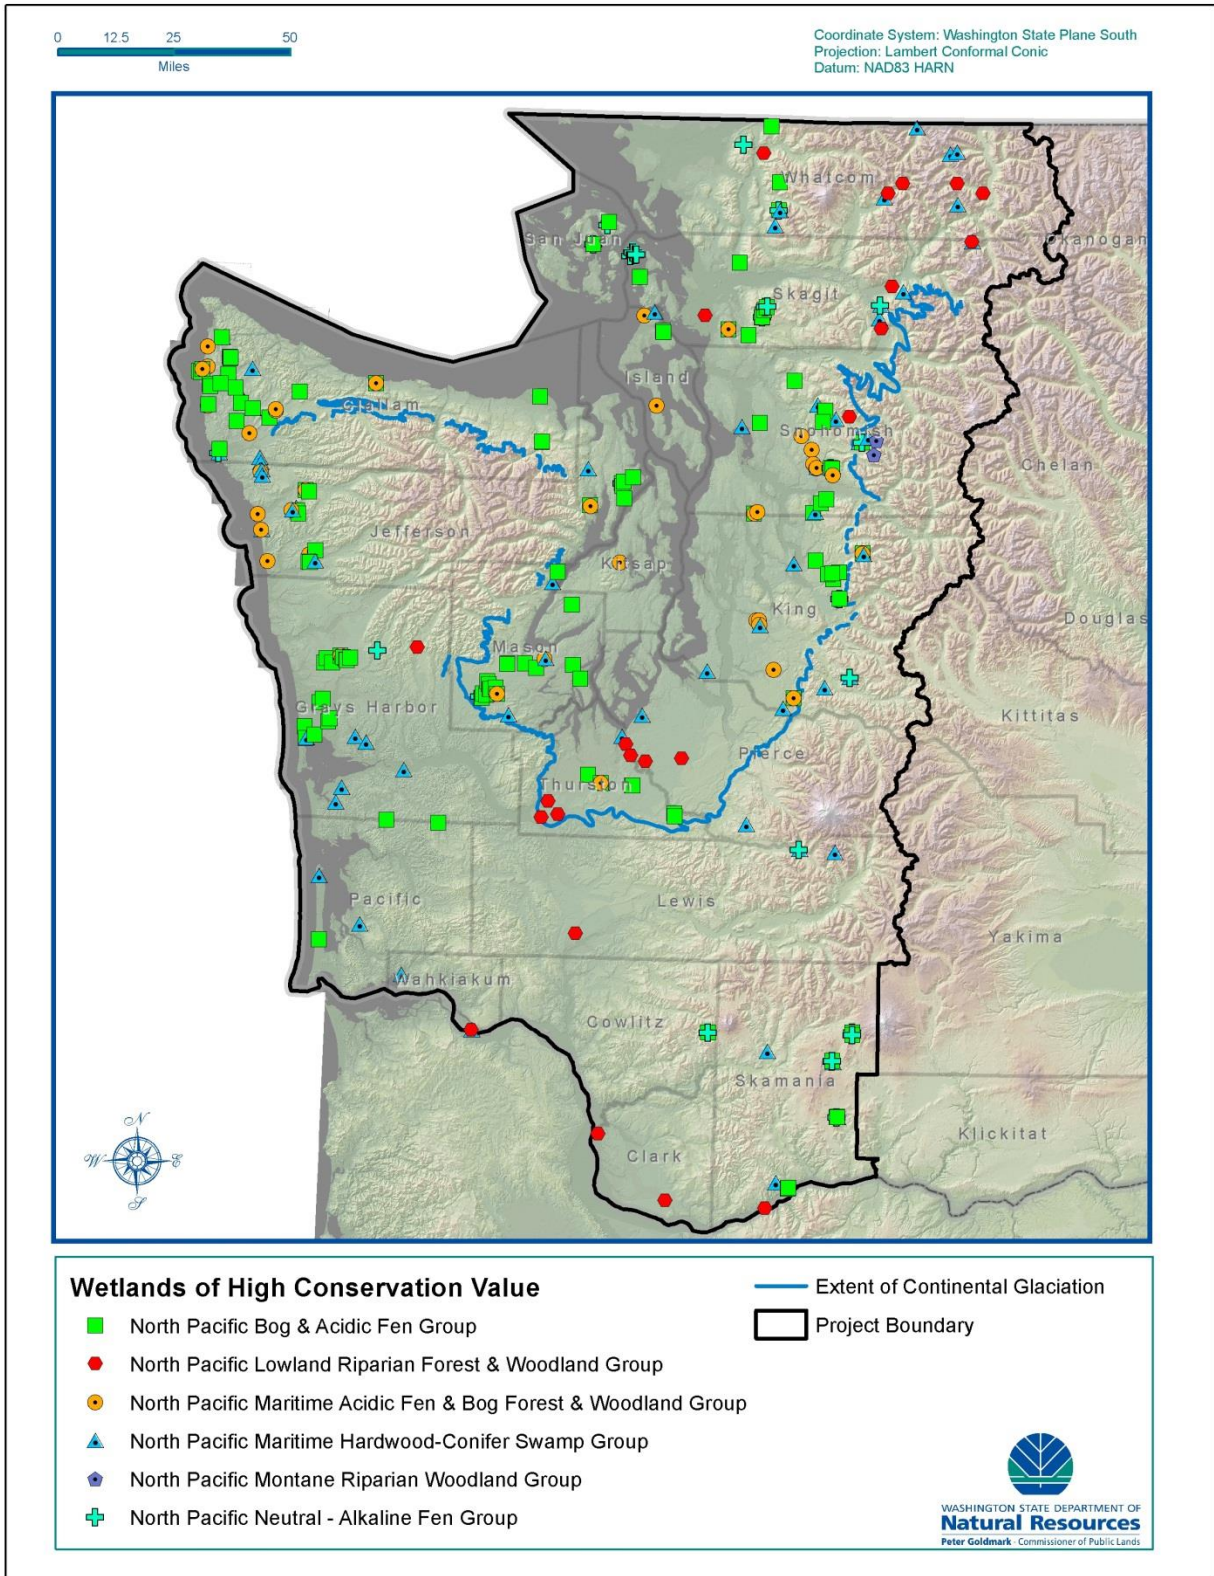 0 12.5 25 50
Miles
Coordinate System: Washington State Plane South
Projection: Lambert Conformal Conic
Datum: NAD83 HARN
Whatcom
San Juan
Okanogan
Skagit
Island
Clallam
Snohomish
Chelan
Jefferson
Kitsap
King
Douglas
Mason
Grays Harbor
Kittitas
Pierce
Thurston
Pacific
Lewis
Yakima
Wahkiakum
Cowlitz
Skamania
Klickitat
Clark
N
W E
S
Wetlands of High Conservation Value
North Pacific Bog & Acidic Fen Group
North Pacific Lowland Riparian Forest & Woodland Group
North Pacific Maritime Acidic Fen & Bog Forest & Woodland Group
North Pacific Maritime Hardwood-Conifer Swamp Group
North Pacific Montane Riparian Woodland Group
North Pacific Neutral - Alkaline Fen Group
Extent of Continental Glaciation
Project Boundary
WASHINGTON STATE DEPARTMENT OF
Natural Resources
Peter Goldmark - Commissioner of Public Lands